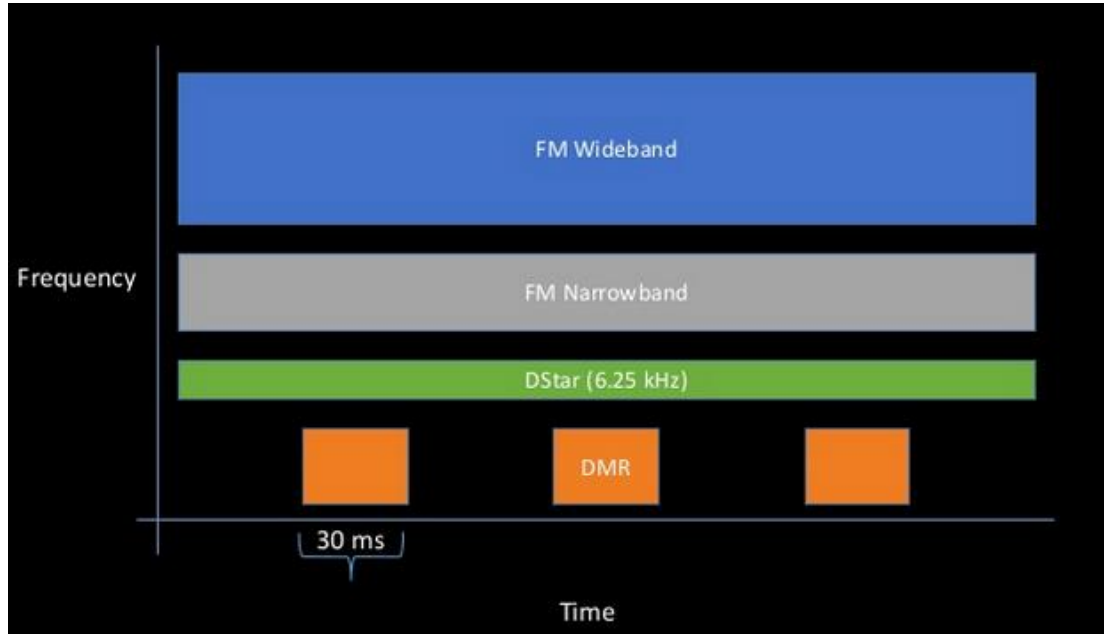 FM Wideband
Frequency
FM Narrowband
DStar (6.25 kHz)
DMR
30 ms
Time